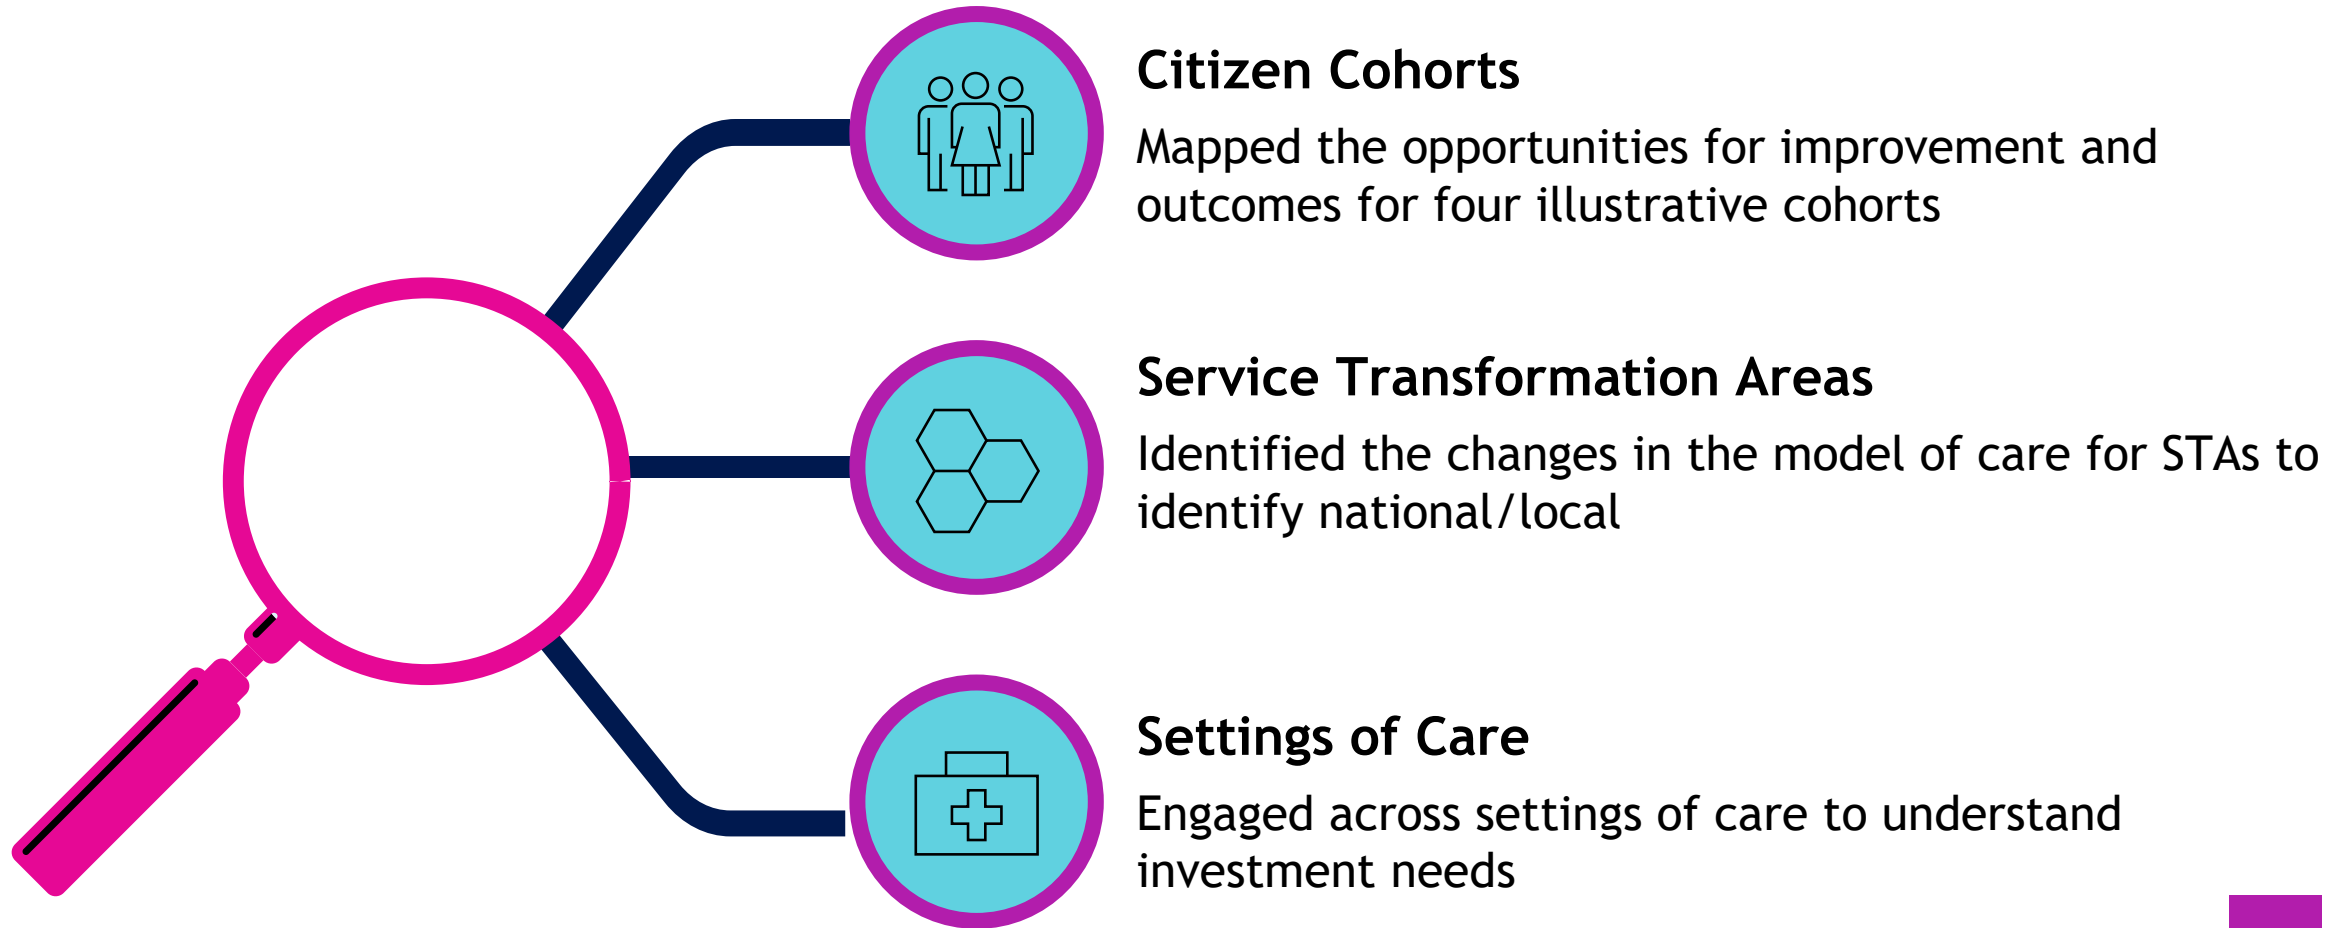 Citizen Cohorts
Mapped the opportunities for improvement and
outcomes for four illustrative cohorts
Service Transformation Areas
Identified the changes in the model of care for STAs to
identify national/local
Settings of Care
Engaged across settings of care to understand
investment needs